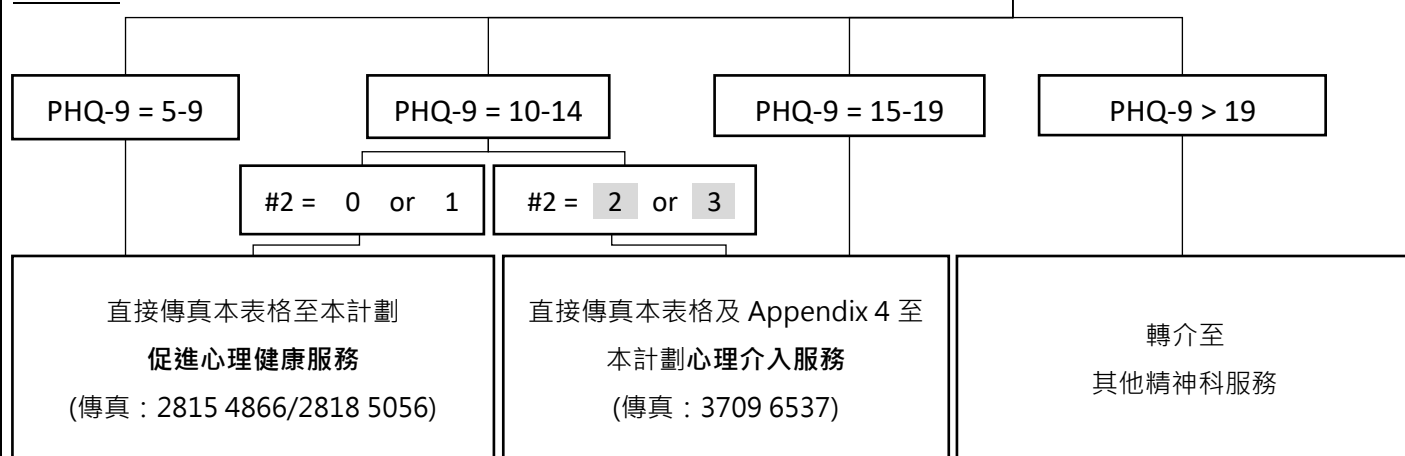 PHQ-9 = 5-9
PHQ-9 = 10-14
PHQ-9 = 15-19
PHQ-9 > 19
#2 = 0 or 1
#2 = 2 or 3
直接傳真本表格至本計劃
促進心理健康服務
(傳真：2815 4866/2818 5056)
直接傳真本表格及 Appendix 4 至
本計劃心理介入服務
(傳真：3709 6537)
轉介至
其他精神科服務